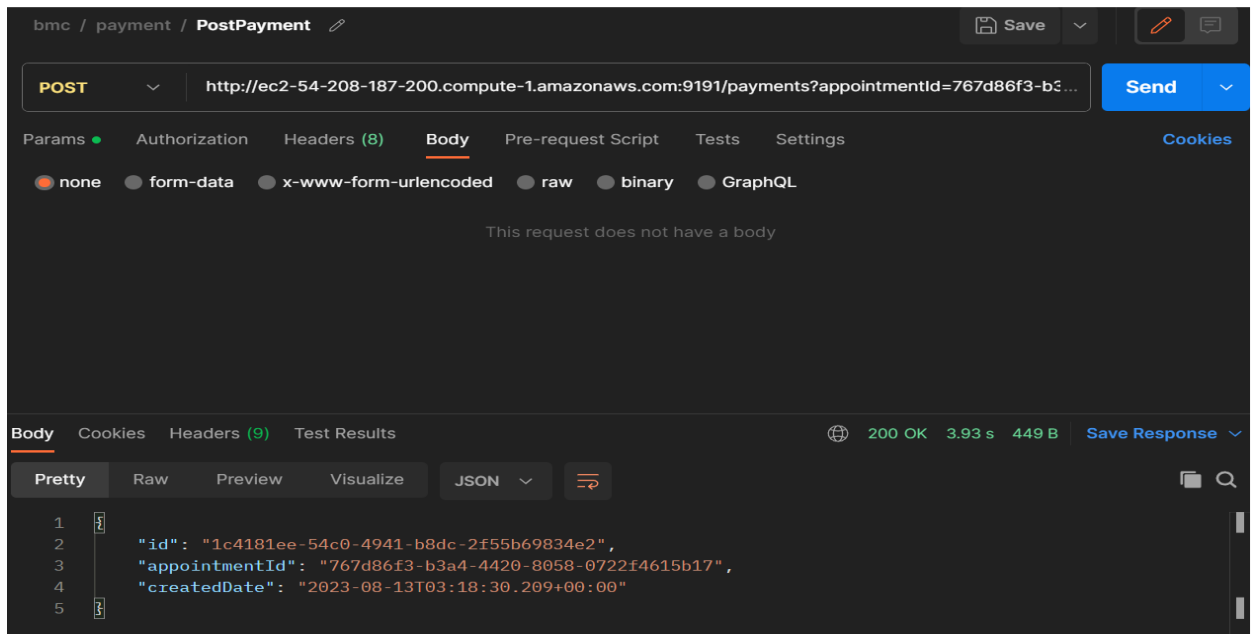 bmc / payment / PostPayment
Save
POST
http://ec2-54-208-187-200.compute-1.amazonaws.com:9191/payments?appointmentId=767d86f3-b3...
Send
Params Authorization Headers (8) Body Pre-request Script Tests Settings Cookies
none form-data x-www-form-urlencoded raw binary GraphQL
This request does not have a body
Body Cookies Headers (9) Test Results 200 OK 3.93 s 449 B Save Response
Pretty Raw Preview Visualize JSON
1 {
2 "id": "1c4181ee-54c0-4941-b8dc-2f55b69834e2",
3 "appointmentId": "767d86f3-b3a4-4420-8058-0722f4615b17",
4 "createdDate": "2023-08-13T03:18:30.209+00:00"
5 }